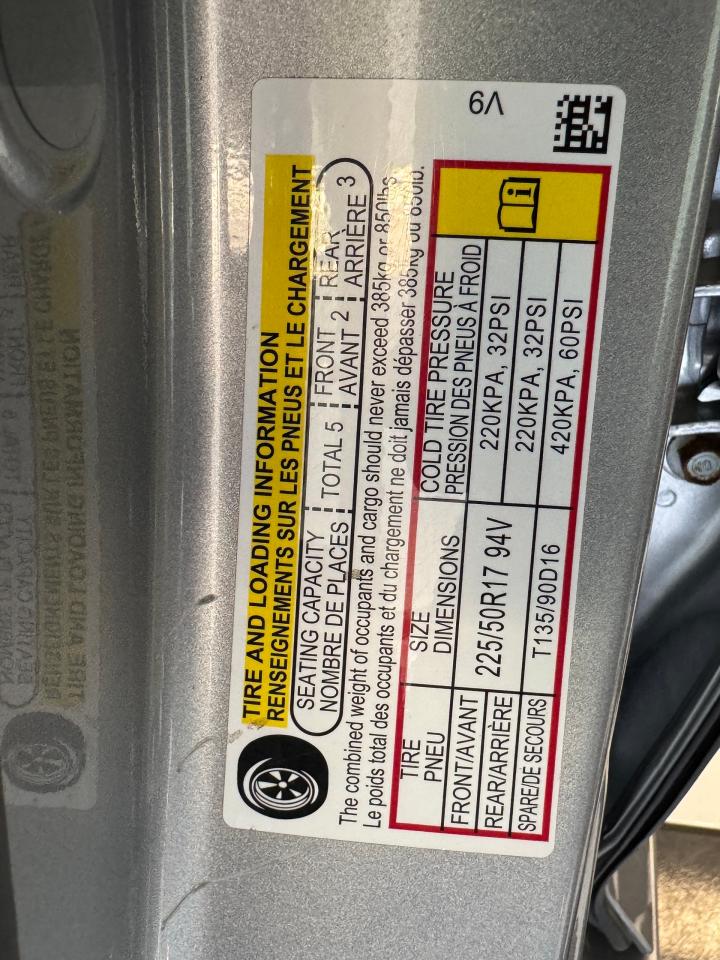 TIRE AND LOADING INFORMATION
RENSEIGNEMENTS SUR LES PNEUS ET LE CHARGEMENT
SEATING CAPACITY
NOMBRE DE PLACES
TOTAL 5
FRONT
AVANT 2
REAR
ARRIÈRE 3
The combined weight of occupants and cargo should never exceed 385kg or 850lbs.
Le poids total des occupants et du chargement ne doit jamais dépasser 385kg ou 850lb.
TIRE
PNEU
SIZE
DIMENSIONS
COLD TIRE PRESSURE
PRESSION DES PNEUS À FROID
FRONT/AVANT
225/50R17 94V
220KPA, 32PSI
REAR/ARRIÈRE
220KPA, 32PSI
SPARE/DE SECOURS
T135/90D16
420KPA, 60PSI
i
V9